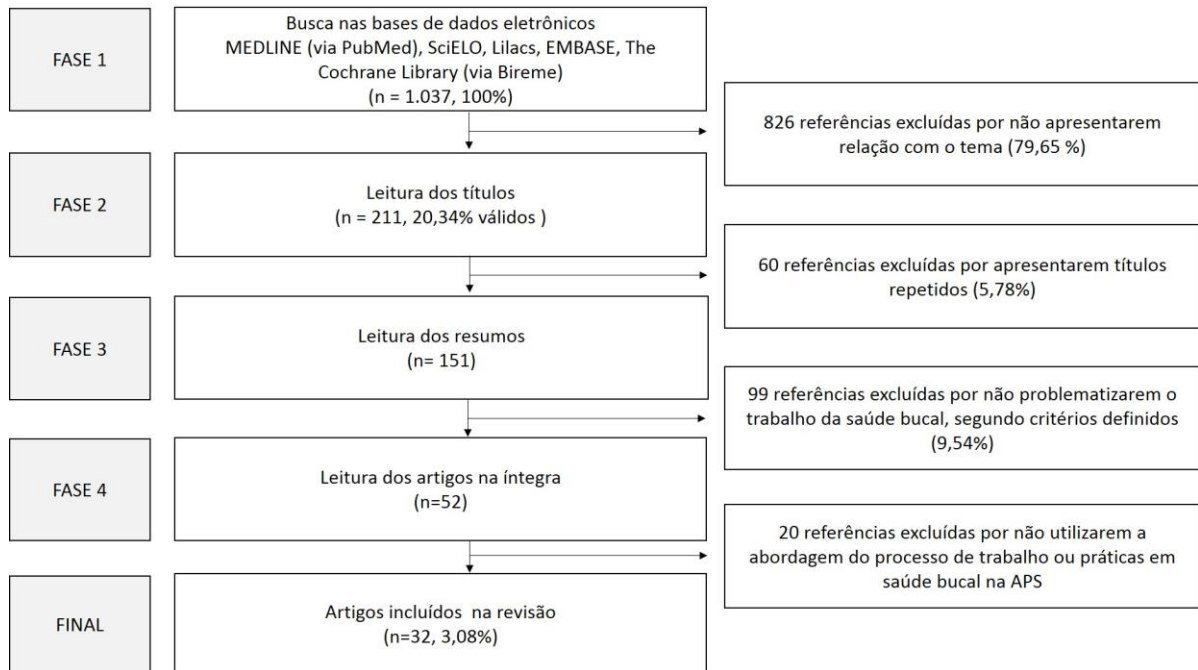 FASE 1
Busca nas bases de dados eletrônicos
MEDLINE (via PubMed), SciELO, Lilacs, EMBASE, The
Cochrane Library (via Bireme)
(n = 1.037, 100%)
826 referências excluídas por não apresentarem
relação com o tema (79,65 %)
FASE 2
Leitura dos títulos
(n = 211, 20,34% válidos )
60 referências excluídas por apresentarem títulos
repetidos (5,78%)
FASE 3
Leitura dos resumos
(n= 151)
99 referências excluídas por não problematizarem o
trabalho da saúde bucal, segundo critérios definidos
(9,54%)
FASE 4
Leitura dos artigos na íntegra
(n=52)
20 referências excluídas por não utilizarem a
abordagem do processo de trabalho ou práticas em
saúde bucal na APS
FINAL
Artigos incluídos na revisão
(n=32, 3,08%)